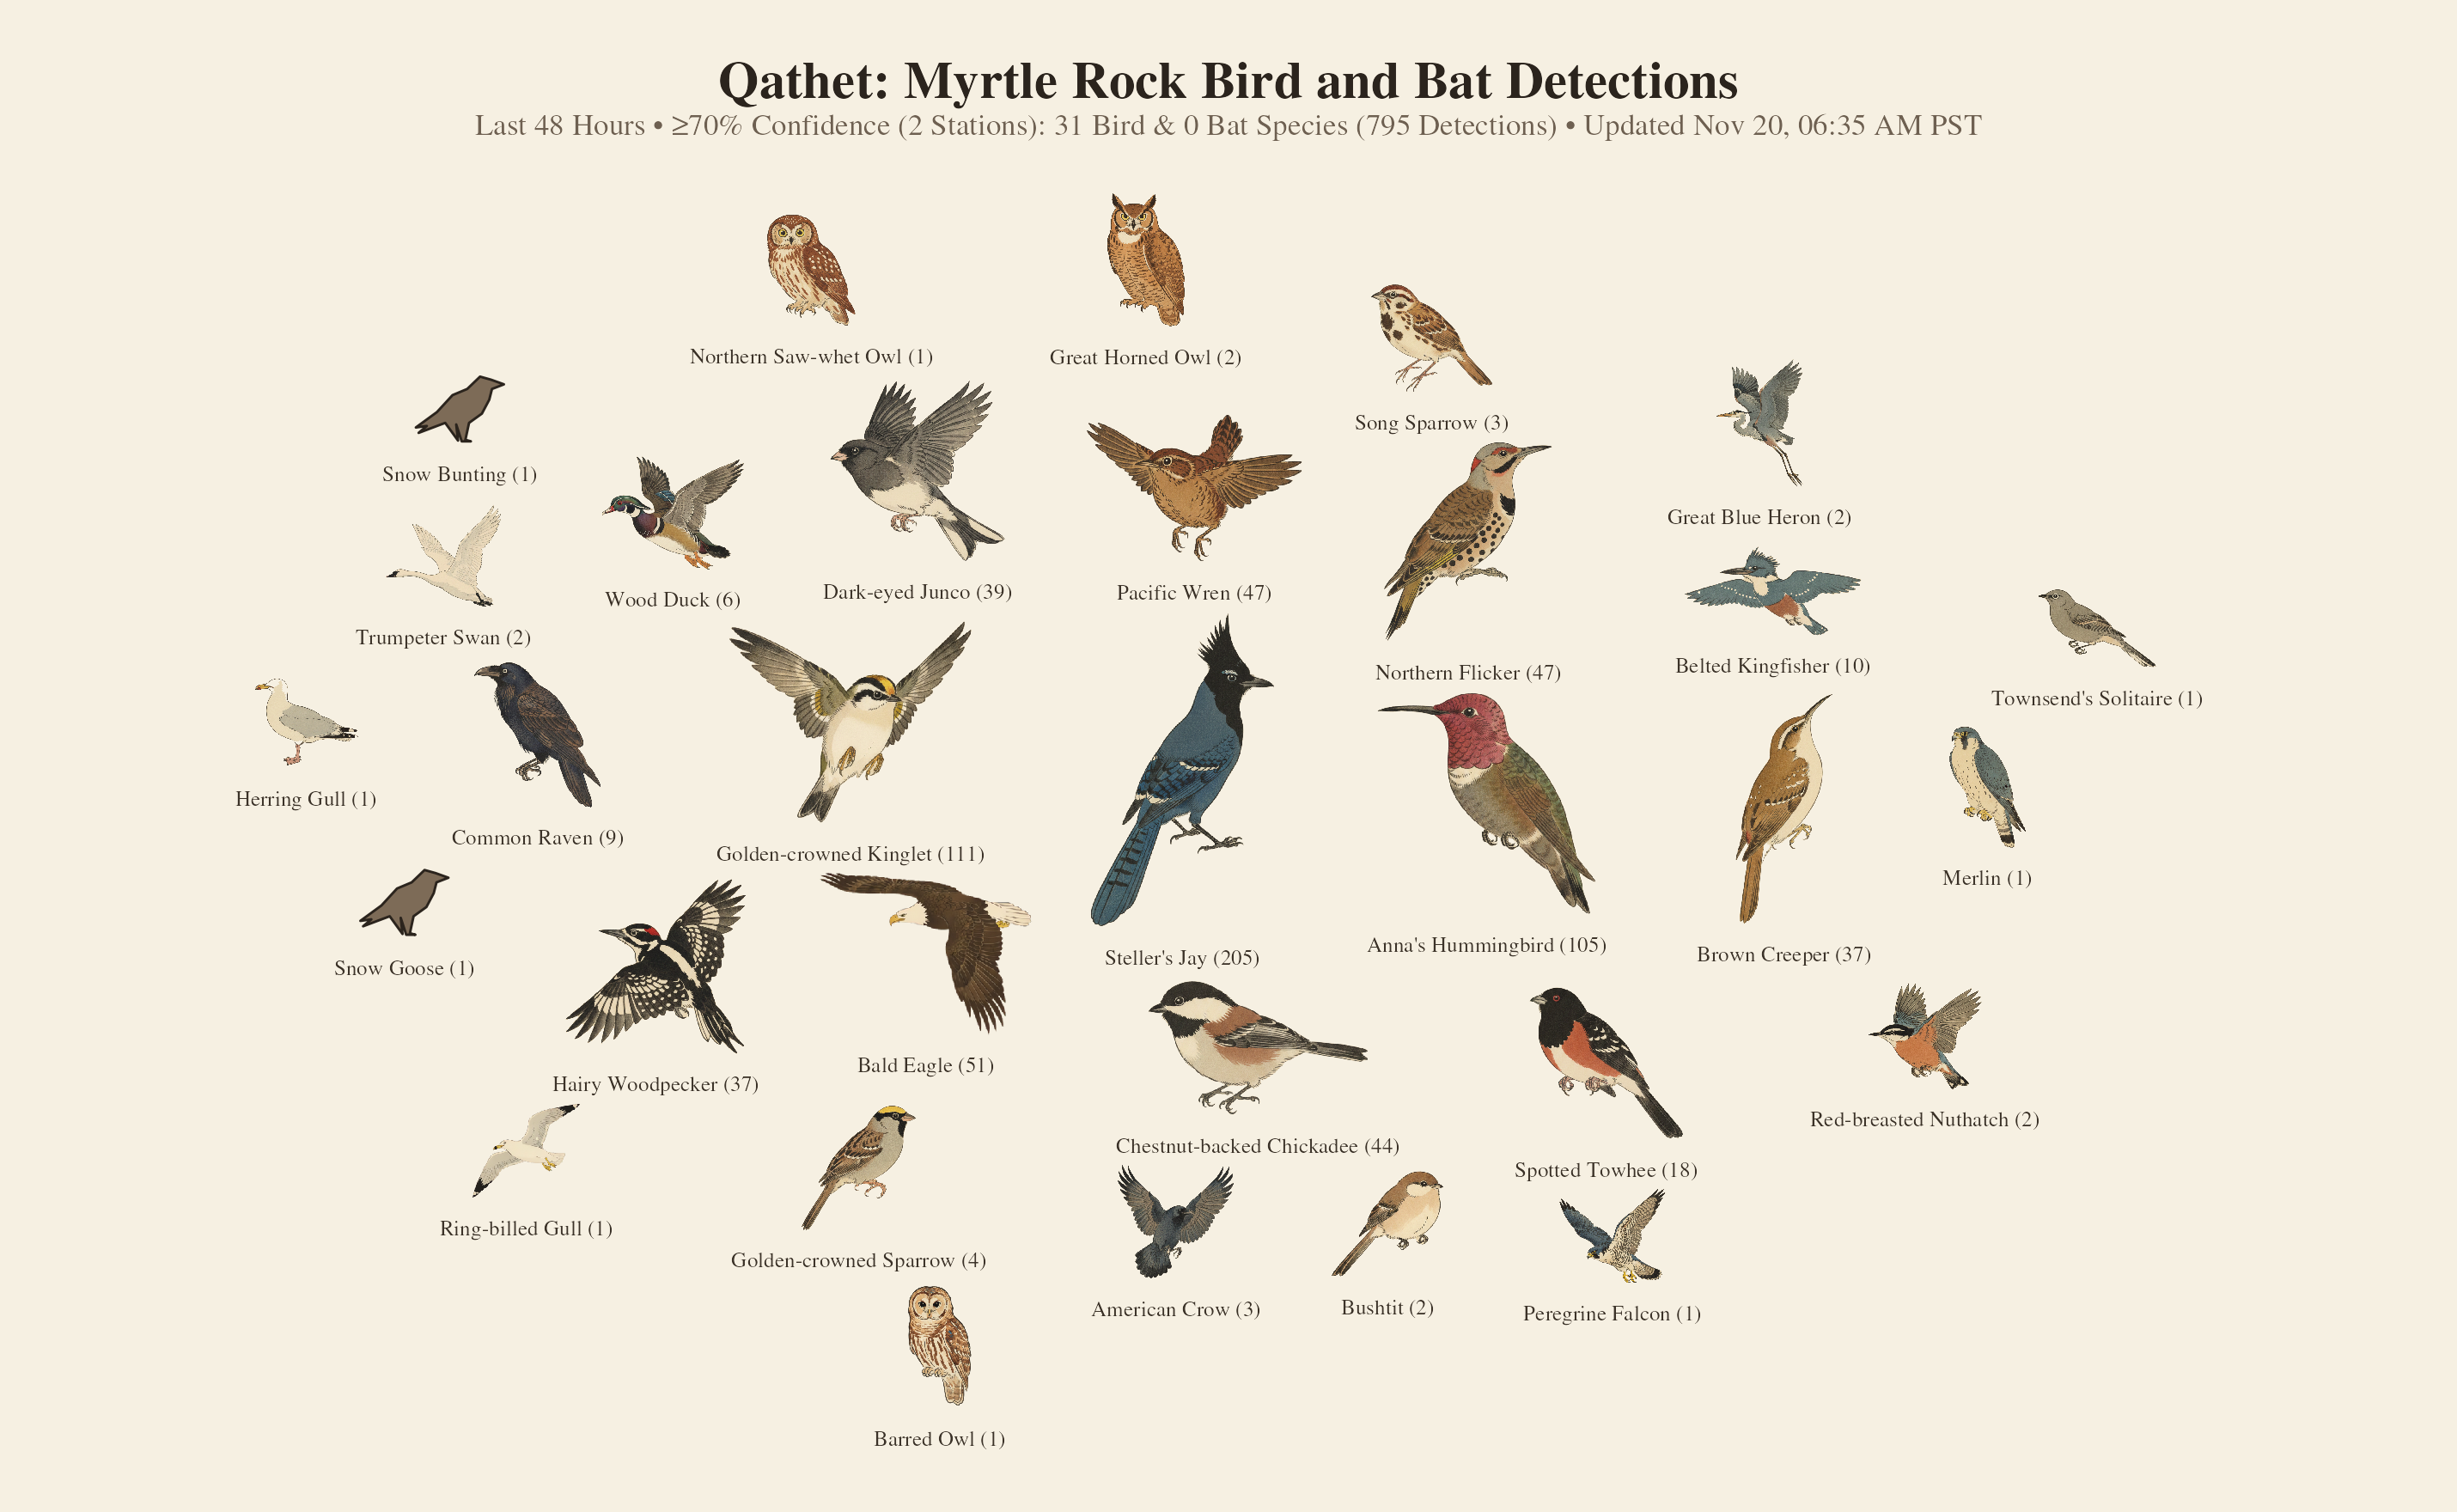 Qathet: Myrtle Rock Bird and Bat Detections
Last 48 Hours • ≥70% Confidence (2 Stations): 31 Bird & 0 Bat Species (795 Detections) • Updated Nov 20, 06:35 AM PST
Northern Saw-whet Owl (1)
Great Horned Owl (2)
Song Sparrow (3)
Snow Bunting (1)
Great Blue Heron (2)
Wood Duck (6)
Dark-eyed Junco (39)
Pacific Wren (47)
Trumpeter Swan (2)
Northern Flicker (47)
Belted Kingfisher (10)
Townsend's Solitaire (1)
Herring Gull (1)
Common Raven (9)
Golden-crowned Kinglet (111)
Merlin (1)
Steller's Jay (205)
Anna's Hummingbird (105)
Brown Creeper (37)
Snow Goose (1)
Hairy Woodpecker (37)
Bald Eagle (51)
Red-breasted Nuthatch (2)
Chestnut-backed Chickadee (44)
Spotted Towhee (18)
Ring-billed Gull (1)
Golden-crowned Sparrow (4)
American Crow (3)
Bushtit (2)
Peregrine Falcon (1)
Barred Owl (1)